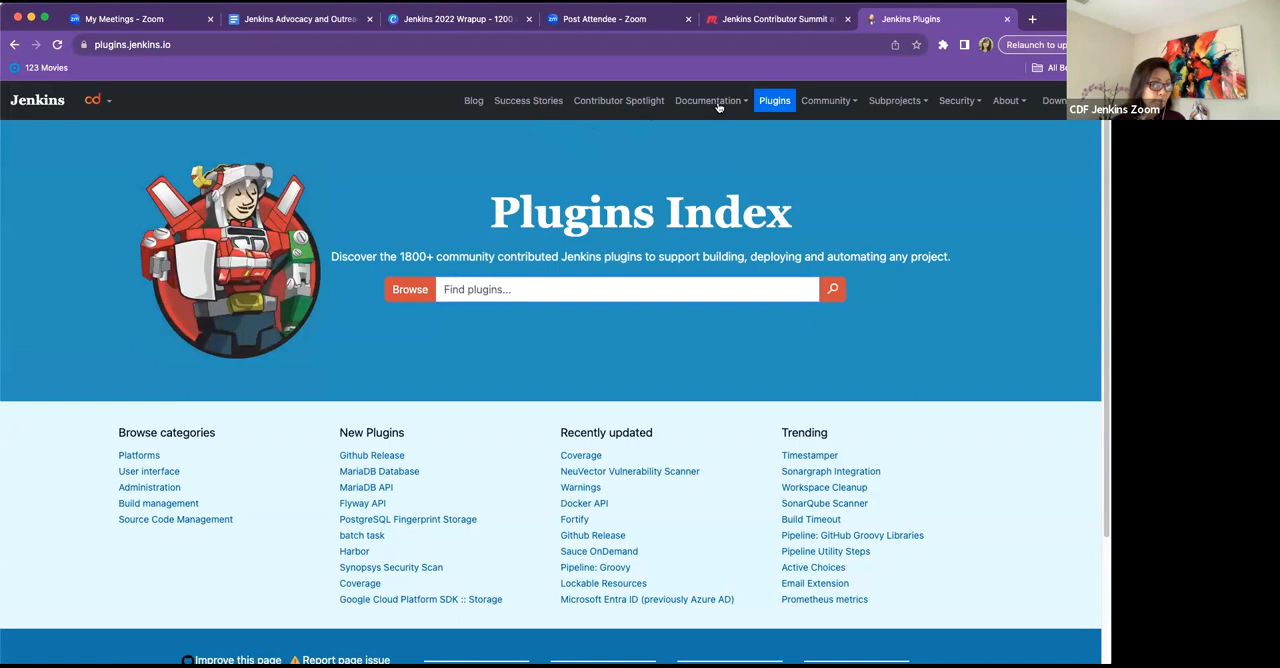 My Meetings - Zoom
Jenkins Advocacy and Outrea
Jenkins 2022 Wrapup - 1200
Post Attendee - Zoom
Jenkins Contributor Summit a
Jenkins Plugins
plugins.jenkins.io
Relaunch to up
123 Movies
All Bo
Jenkins
cd
Blog
Success Stories
Contributor Spotlight
Documentation
Plugins
Community
Subprojects
Security
About
Down
CDF Jenkins Zoom
Plugins Index
Discover the 1800+ community contributed Jenkins plugins to support building, deploying and automating any project.
Browse
Find plugins...
Browse categories
Platforms
User interface
Administration
Build management
Source Code Management
New Plugins
Github Release
MariaDB Database
MariaDB API
Flyway API
PostgreSQL Fingerprint Storage
batch task
Harbor
Synopsys Security Scan
Coverage
Google Cloud Platform SDK :: Storage
Recently updated
Coverage
NeuVector Vulnerability Scanner
Warnings
Docker API
Fortify
Github Release
Sauce OnDemand
Pipeline: Groovy
Lockable Resources
Microsoft Entra ID (previously Azure AD)
Trending
Timestamper
Sonargraph Integration
Workspace Cleanup
SonarQube Scanner
Build Timeout
Pipeline: GitHub Groovy Libraries
Pipeline Utility Steps
Active Choices
Email Extension
Prometheus metrics
Improve this page
Report page issue